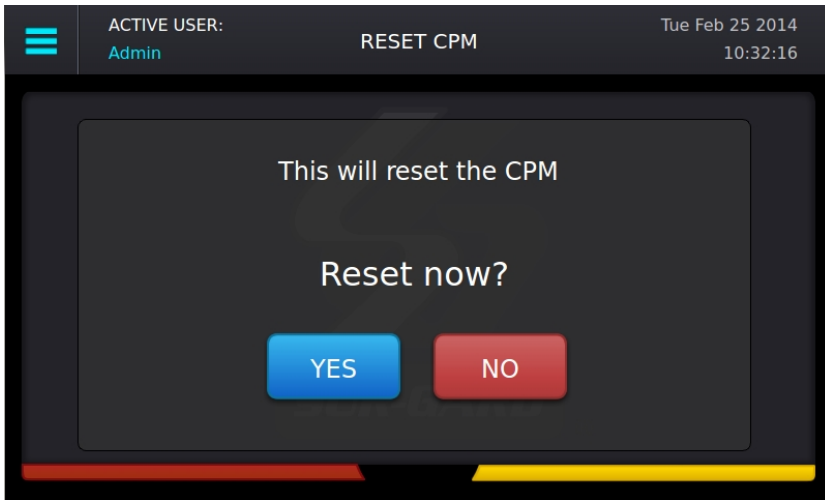 ACTIVE USER:
Admin
RESET CPM
Tue Feb 25 2014
10:32:16
This will reset the CPM
Reset now?
YES
NO